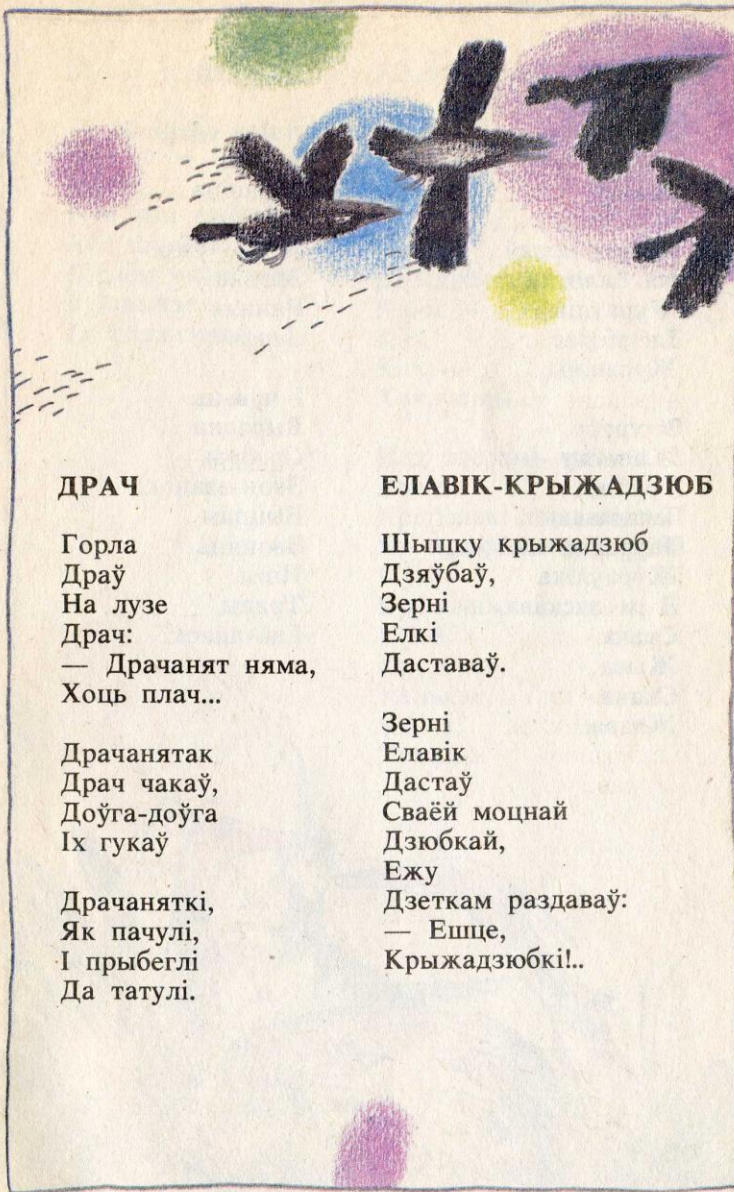 ДРАЧ

Горла
Драў
На лузе
Драч:
— Драчанят няма,
Хоць плач...

Драчанятак
Драч чакаў,
Доўга-доўга
Іх гукаў

Драчаняткі,
Як пачулі,
І прыбеглі
Да татулі.

ЕЛАВІК-КРЫЖАДЗЮБ

Шышку крыжадзюб
Дзяўбаў,
Зерні
Елкі
Даставаў.

Зерні
Елавік
Дастаў
Сваёй моцнай
Дзюбкай,
Ежу
Дзеткам раздаваў:
— Ешце,
Крыжадзюбкі!..